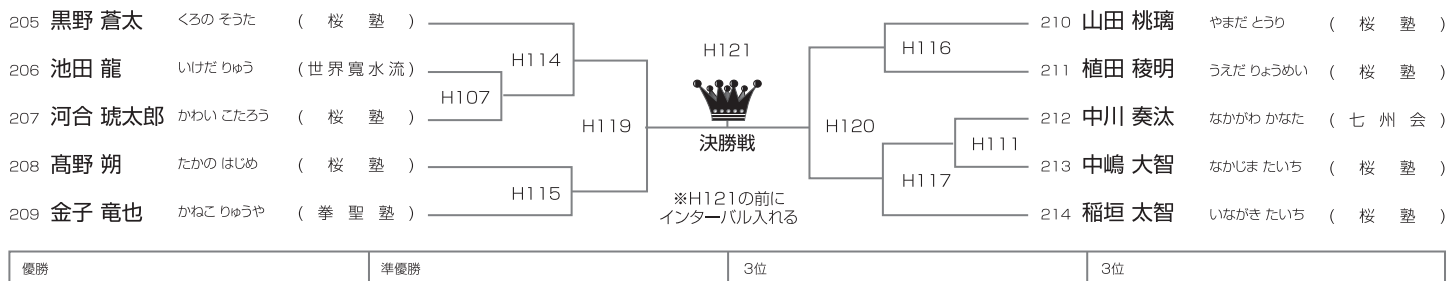 205 黒野 蒼太 くろの そうた ( 桜 塾 )
206 池田 龍 いけだ りゅう (世界寛水流)
207 河合 琥太郎 かわい こたろう ( 桜 塾 )
208 髙野 朔 たかの はじめ ( 桜 塾 )
209 金子 竜也 かねこ りゅうや ( 拳 聖 塾 )
H107
H114
H115
H119
H121
決勝戦
※H121の前に
インターバル入れる
H120
H116
H111
H117
210 山田 桃璃 やまだ とうり ( 桜 塾 )
211 植田 稜明 うえだ りょうめい ( 桜 塾 )
212 中川 奏汰 なかがわ かなた ( 七 州 会 )
213 中嶋 大智 なかじま たいち ( 桜 塾 )
214 稲垣 太智 いながき たいち ( 桜 塾 )
優勝 準優勝 3位 3位